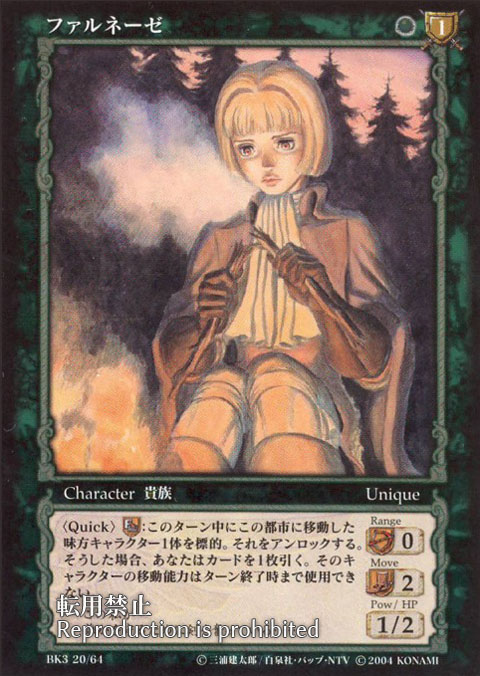 ファルネーゼ
1
Character 貴族
Unique
〈Quick〉 :このターン中にこの都市に移動した
味方キャラクター1体を標的。それをアンロックする。
そうした場合、あなたはカードを1枚引く。そのキ
ャラクターの移動能力はターン終了時まで使用でき
ない。
Range
0
Move
2
Pow/ HP
1/2
転用禁止
Reproduction is prohibited
BK3 20/64
© 三浦建太郎/白泉社・バップ・NTV © 2004 KONAMI